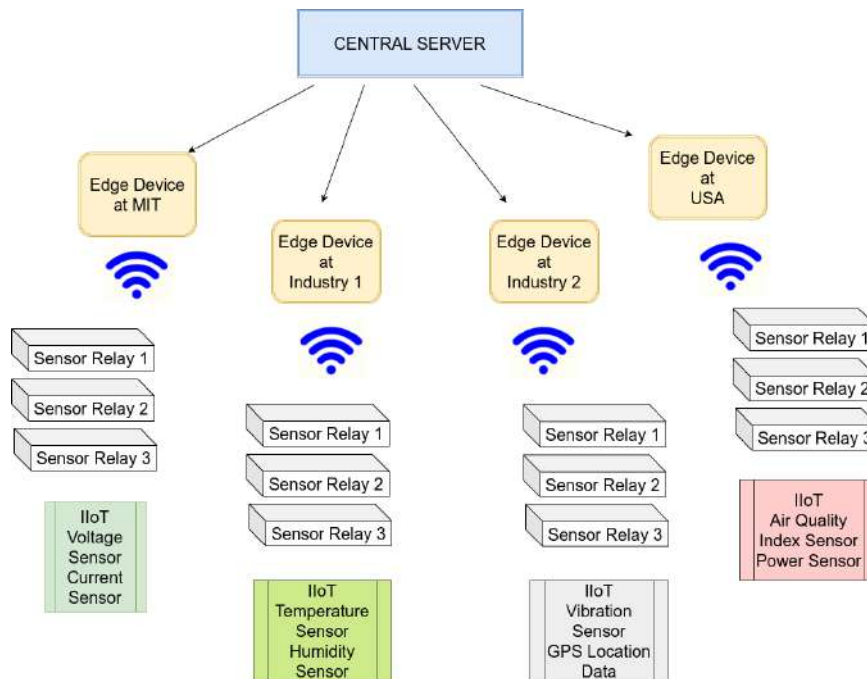 CENTRAL SERVER
Edge Device
at MIT
Edge Device
at
Industry 1
Edge Device
at
Industry 2
Edge Device
at
USA
Sensor Relay 1
Sensor Relay 2
Sensor Relay 3
IIoT
Voltage
Sensor
Current
Sensor
Sensor Relay 1
Sensor Relay 2
Sensor Relay 3
IIoT
Temperature
Sensor
Humidity
Sensor
Sensor Relay 1
Sensor Relay 2
Sensor Relay 3
IIoT
Vibration
Sensor
GPS Location
Data
Sensor Relay 1
Sensor Relay 2
Sensor Relay 3
IIoT
Air Quality
Index Sensor
Power Sensor